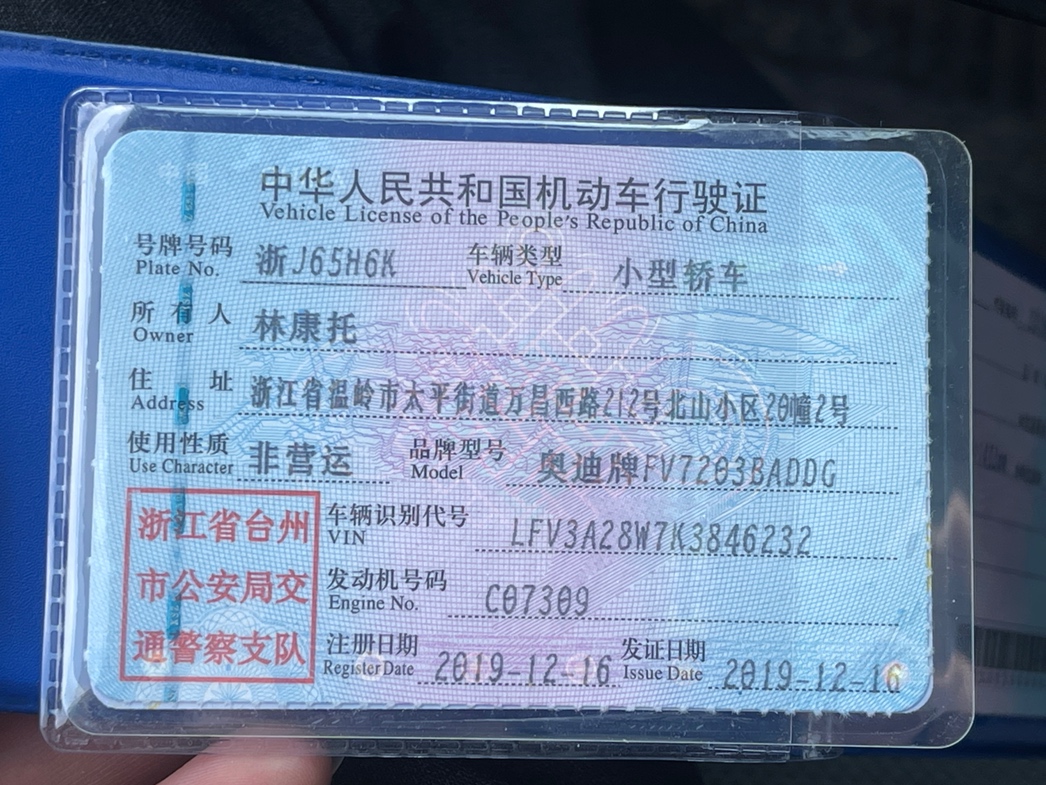 中华人民共和国机动车行驶证
Vehicle License of the People's Republic of China
号牌号码 浙J65H6K 车辆类型 小型轿车
Plate No. Vehicle Type
所有人 林康托
Owner
住址 浙江省温岭市太平街道万昌西路212号北山小区20幢2号
Address
使用性质 非营运 品牌型号 奥迪牌FV7203BADDG
Use Character Model
浙江省台州
市公安局交
通警察支队
车辆识别代号 LFV3A28W7K3846232
VIN
发动机号码 C07309
Engine No.
注册日期 2019-12-16 发证日期 2019-12-16
Register Date Issue Date